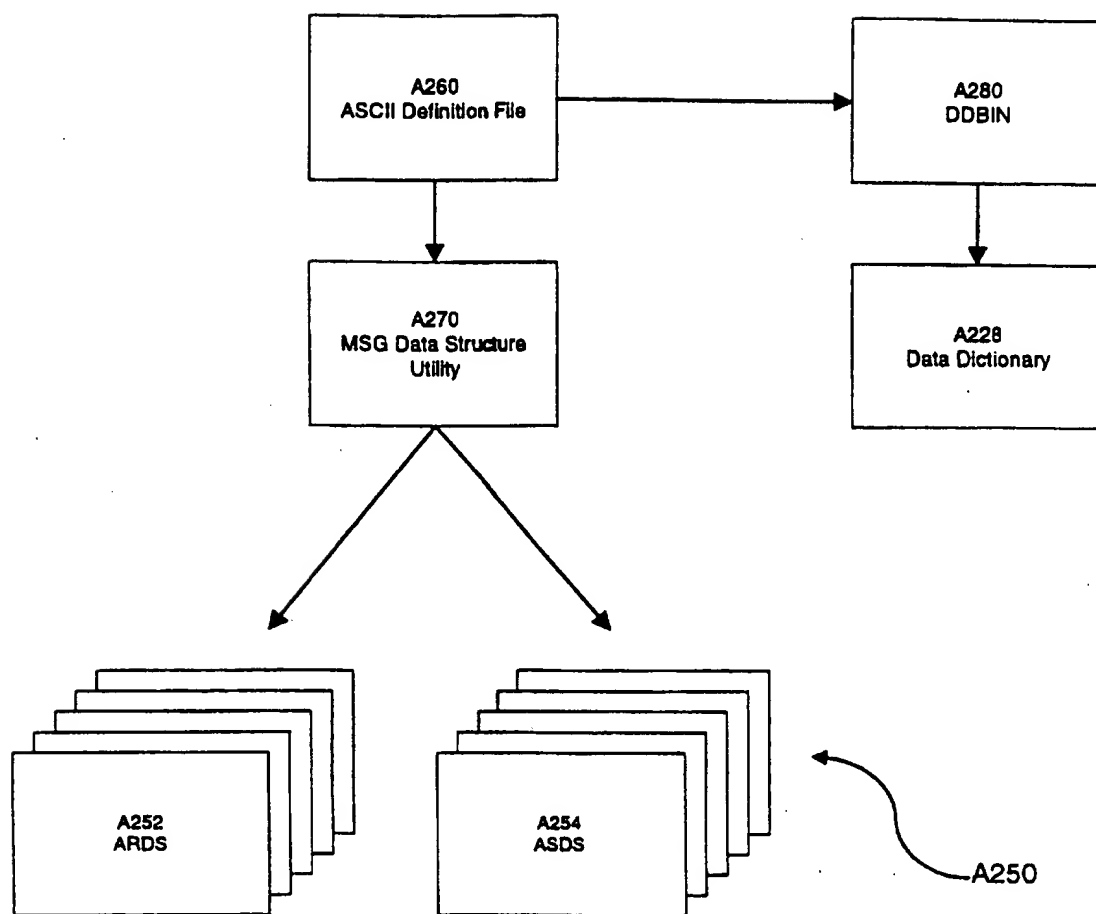 A260
ASCII Definition File
A280
DDBIN
A270
MSG Data Structure
Utility
A228
Data Dictionary
A252
ARDS
A254
ASDS
A250